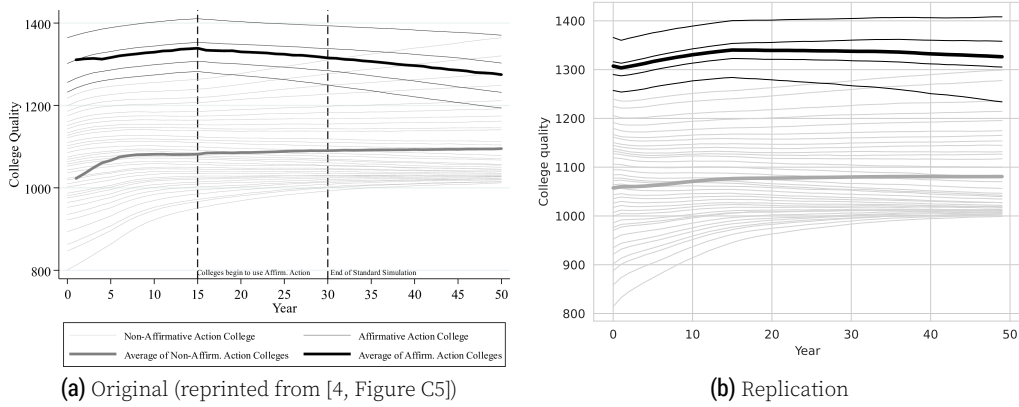 1400
1200
1000
800
College Quality
Colleges begin to use Affirm. Action
End of Standard Simulation
0 5 10 15 20 25 30 35 40 45 50
Year
Non-Affirmative Action College
Affirmative Action College
Average of Non-Affirm. Action Colleges
Average of Affirm. Action Colleges
(a) Original (reprinted from [4, Figure C5])
1400
1300
1200
1100
1000
900
800
College quality
0 10 20 30 40 50
Year
(b) Replication